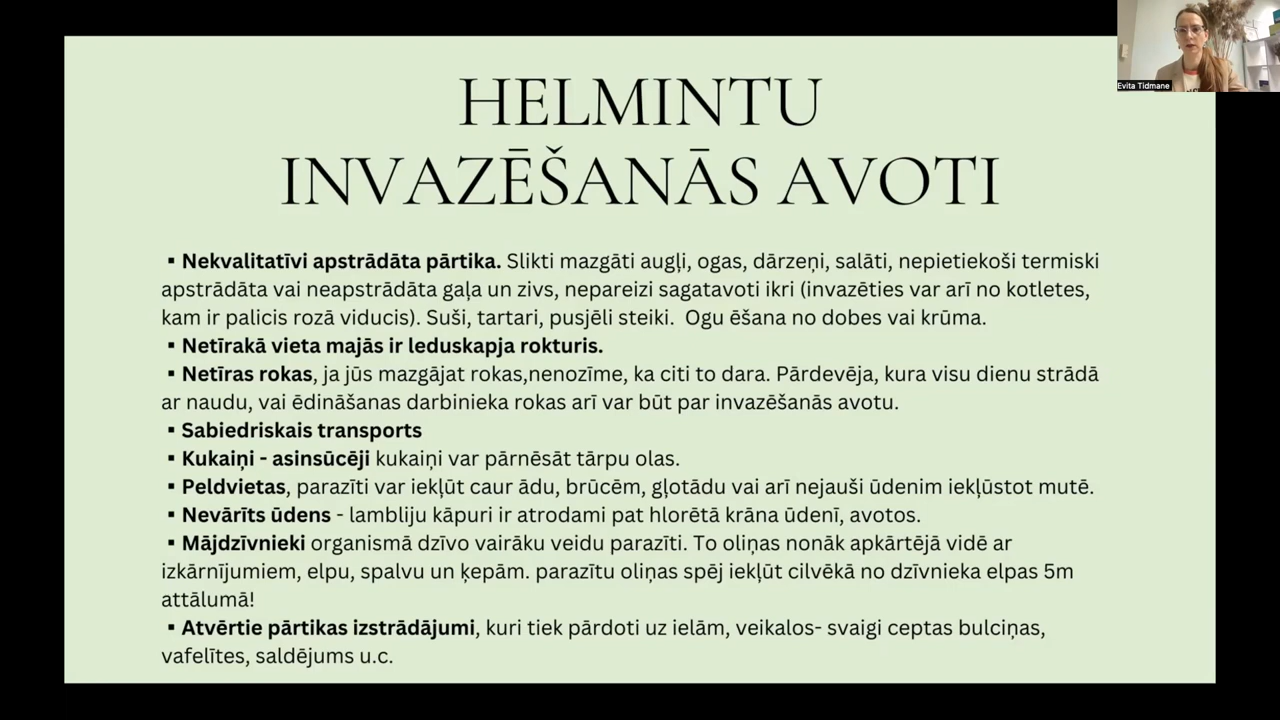 Evita Tidmane
HELMINTU
INVAZĒŠANĀS AVOTI
▪ Nekvalitatīvi apstrādāta pārtika. Slikti mazgāti augļi, ogas, dārzeņi, salāti, nepietiekoši termiski
apstrādāta vai neapstrādāta gaļa un zivs, nepareizi sagatavoti ikri (invazēties var arī no kotletes,
kam ir palicis rozā viducis). Suši, tartari, pusjēli steiki. Ogu ēšana no dobes vai krūma.
▪ Netīrakā vieta majās ir leduskapja rokturis.
▪ Netīras rokas, ja jūs mazgājat rokas,nenozīme, ka citi to dara. Pārdevēja, kura visu dienu strādā
ar naudu, vai ēdināšanas darbinieka rokas arī var būt par invazēšanās avotu.
▪ Sabiedriskais transports
▪ Kukaiņi - asinsūcēji kukaiņi var pārnēsāt tārpu olas.
▪ Peldvietas, parazīti var iekļūt caur ādu, brūcēm, gļotādu vai arī nejauši ūdenim iekļūstot mutē.
▪ Nevārīts ūdens - lambliju kāpuri ir atrodami pat hlorētā krāna ūdenī, avotos.
▪ Mājdzīvnieki organismā dzīvo vairāku veidu parazīti. To oliņas nonāk apkārtējā vidē ar
izkārnījumiem, elpu, spalvu un ķepām. parazītu oliņas spēj iekļūt cilvēkā no dzīvnieka elpas 5m
attālumā!
▪ Atvērtie pārtikas izstrādājumi, kuri tiek pārdoti uz ielām, veikalos- svaigi ceptas bulciņas,
vafelītes, saldējums u.c.